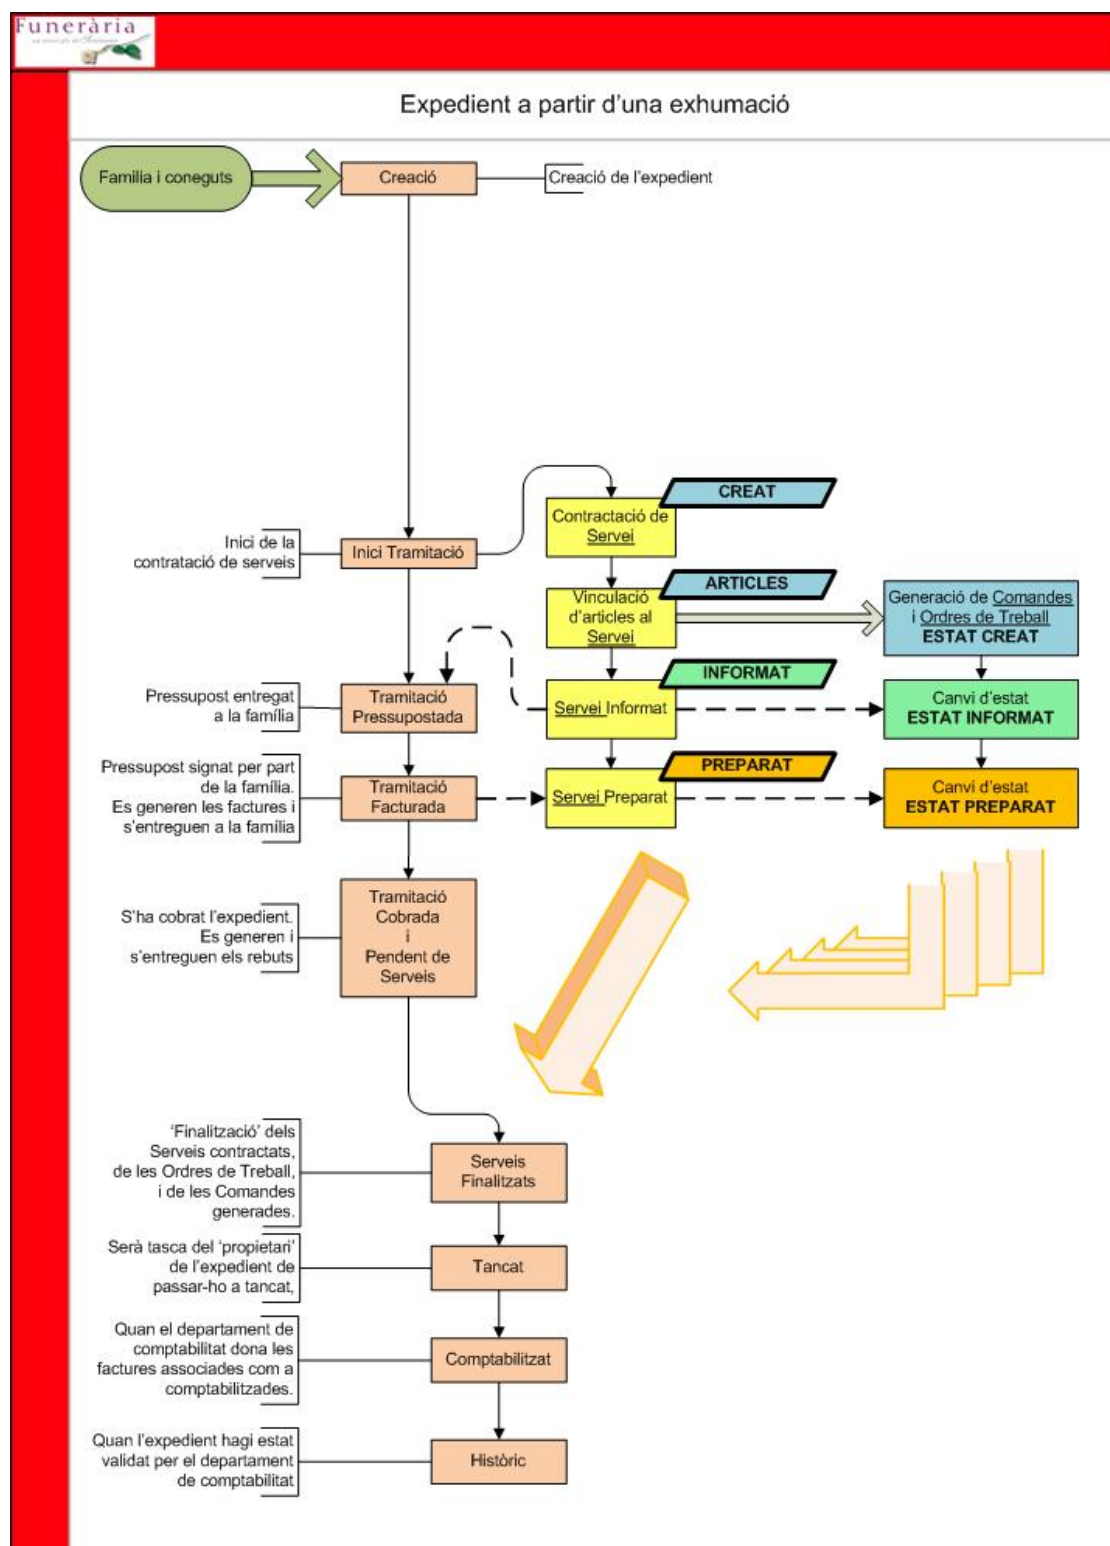 Funerària
Expedient a partir d'una exhumació
Familia i coneguts
Creació
Creació de l'expedient
CREAT
Contractació de
Servei
Inici de la
contratació de serveis
Inici Tramitació
ARTICLES
Vinculació
d'articles al
Servei
Generació de Comandes
i Ordres de Treball
ESTAT CREAT
INFORMAT
Pressupost entregat
a la família
Tramitació
Pressupostada
Servei Informat
Canvi d'estat
ESTAT INFORMAT
PREPARAT
Pressupost signat per part
de la família.
Es generen les factures i
s'entreguen a la família
Tramitació
Facturada
Servei Preparat
Canvi d'estat
ESTAT PREPARAT
S'ha cobrat l'expedient.
Es generen i
s'entreguen els rebuts
Tramitació
Cobrada
i
Pendent de
Serveis
'Finalització' dels
Serveis contractats,
de les Ordres de Treball,
i de les Comandes
generades.
Serveis
Finalitzats
Serà tasca del 'propietari'
de l'expedient de
passar-ho a tancat,
Tancat
Quan el departament de
comptabilitat dona les
factures associades com a
comptabilitzades.
Comptabilitzat
Quan l'expedient hagi estat
validat per el departament
de comptabilitat
Històric